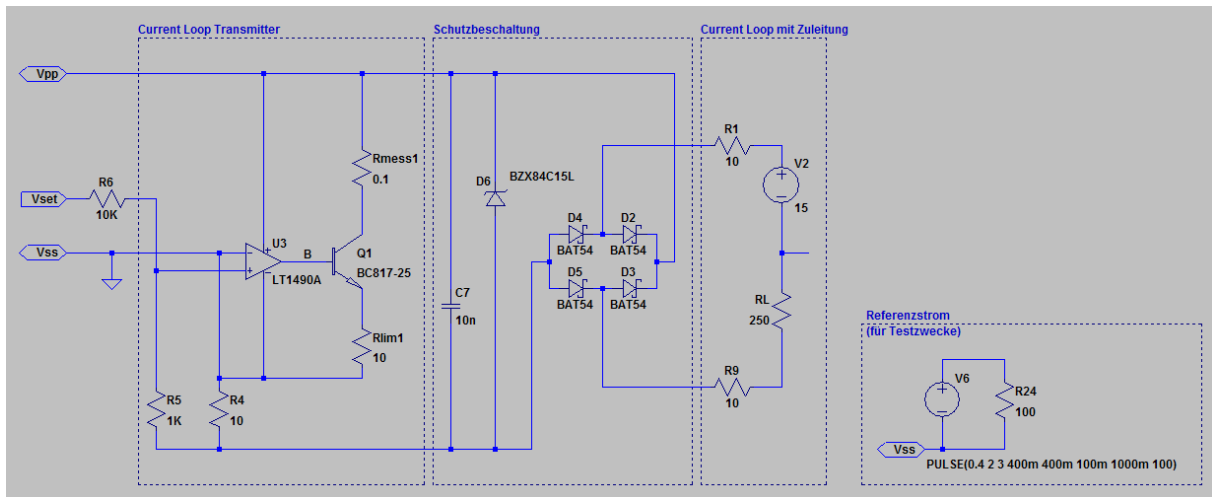 Current Loop Transmitter
Schutzbeschaltung
Current Loop mit Zuleitung
Vpp
Rmess1
0.1
R1
10
V2
15
D6
BZX84C15L
R6
10K
Vset
D4
BAT54
D2
BAT54
Vss
U3
LT1490A
B
Q1
BC817-25
D5
BAT54
D3
BAT54
C7
10n
RL
250
Rlim1
10
R9
10
R5
1K
R4
10
Referenzstrom
(für Testzwecke)
V6
R24
100
Vss
PULSE(0.4 2 3 400m 400m 100m 1000m 100)